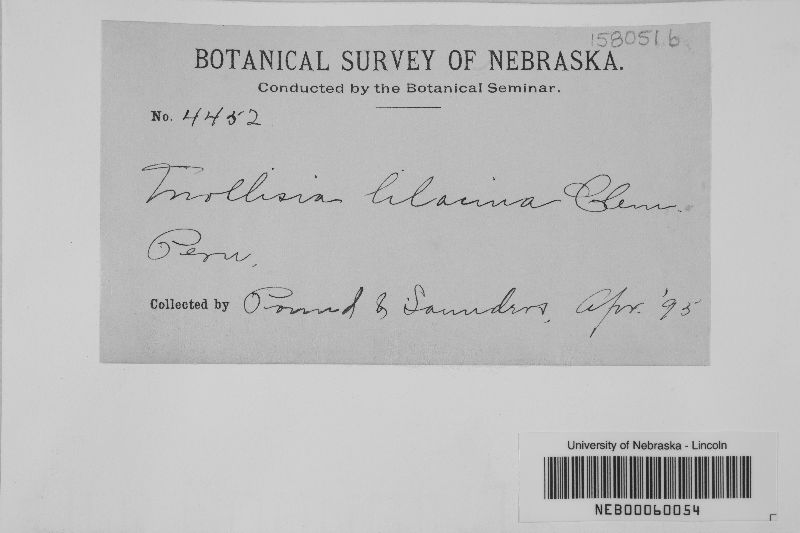 158051b
BOTANICAL SURVEY OF NEBRASKA.
Conducted by the Botanical Seminar.
No. 4452
Mollisia lilacina Clem.
Peru,
Collected by Pound & Saunders, Apr. '95
University of Nebraska - Lincoln
NEB00060054